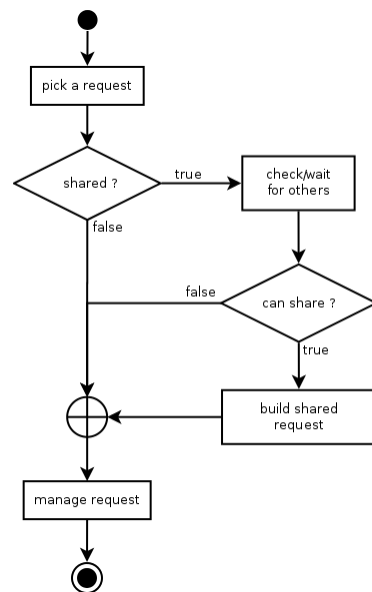 pick a request
shared ?
true
check/wait
for others
false
false
can share ?
true
build shared
request
manage request